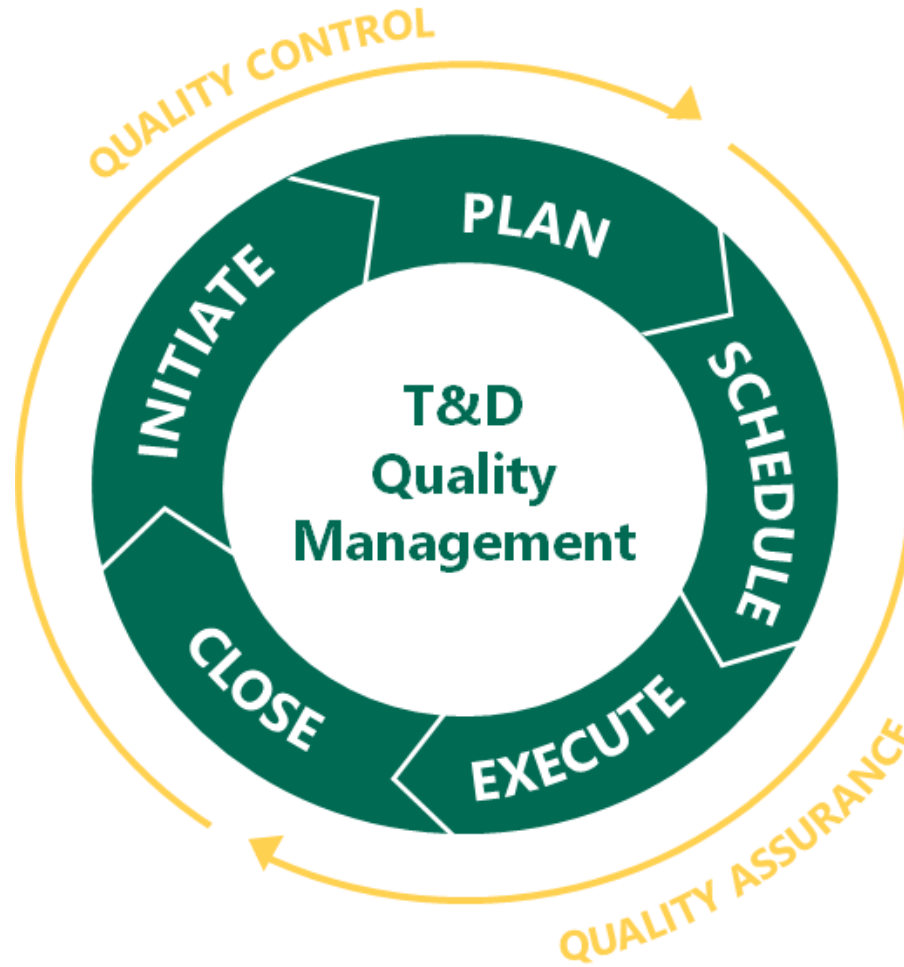 QUALITY CONTROL
PLAN
INITIATE
SCHEDULE
T&D
Quality
Management
CLOSE
EXECUTE
QUALITY ASSURANCE